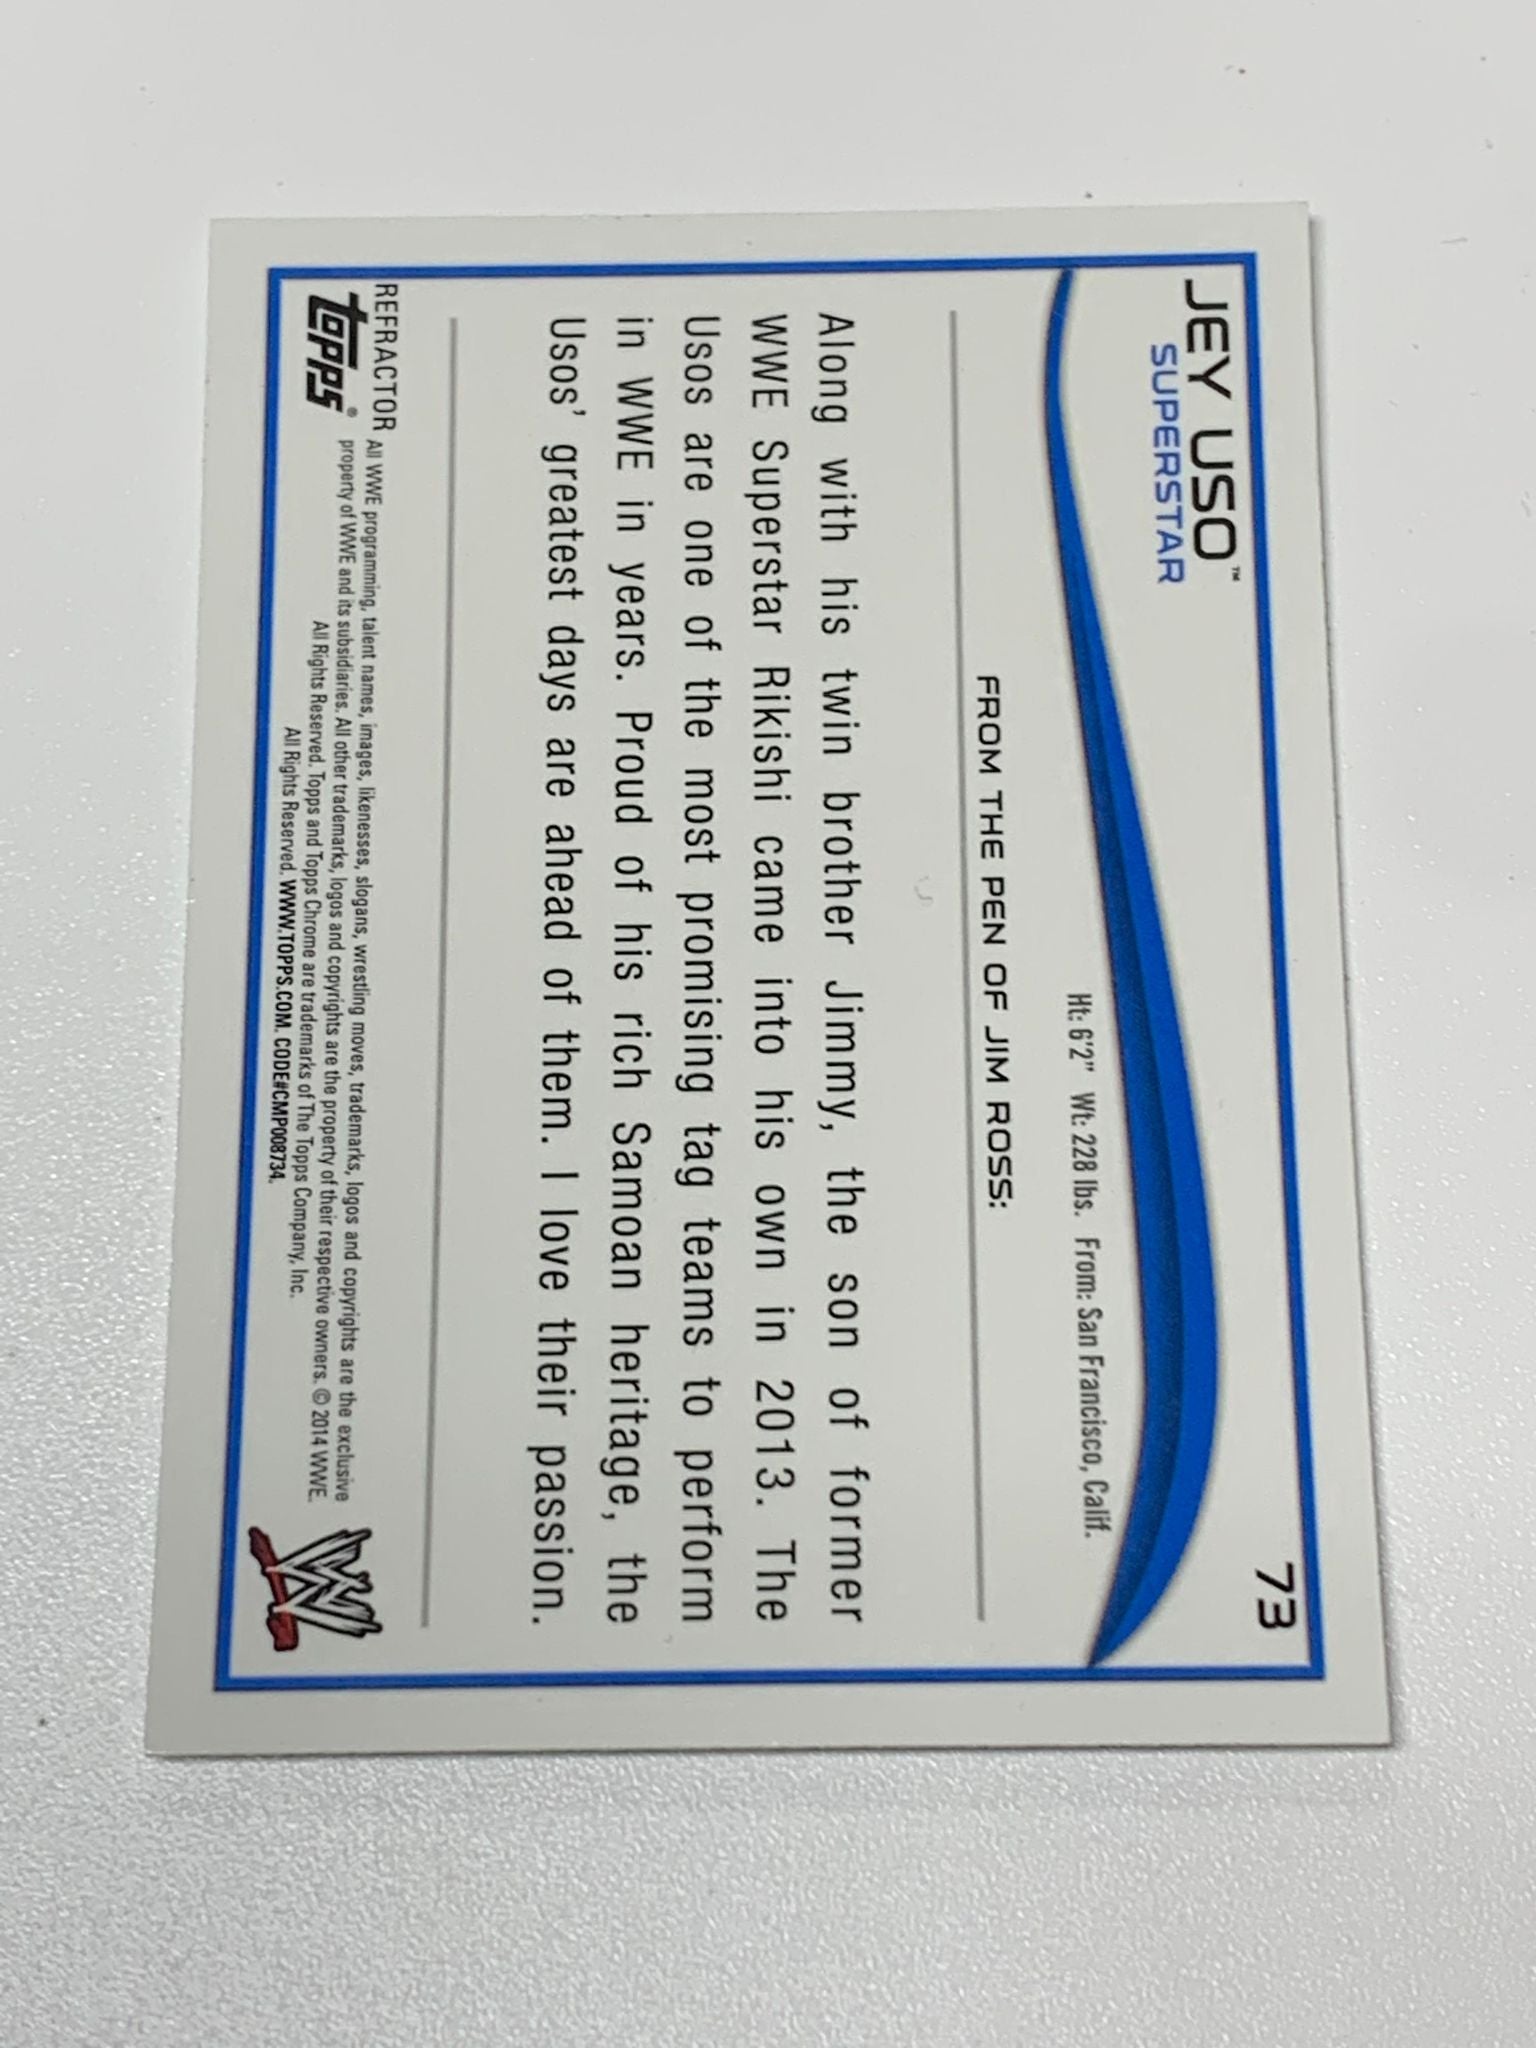 JEY USO™
73
SUPERSTAR
Ht: 6'2" Wt: 228 lbs. From: San Francisco, Calif.
FROM THE PEN OF JIM ROSS:
Along with his twin brother Jimmy, the son of former
WWE Superstar Rikishi came into his own in 2013. The
Usos are one of the most promising tag teams to perform
in WWE in years. Proud of his rich Samoan heritage, the
Usos' greatest days are ahead of them. I love their passion.
REFRACTOR
topps®
All WWE programming, talent names, images, likenesses, slogans, wrestling moves, trademarks, logos and copyrights are the exclusive
property of WWE and its subsidiaries. All other trademarks, logos and copyrights are the property of their respective owners. © 2014 WWE.
All Rights Reserved. Topps and Topps Chrome are trademarks of The Topps Company, Inc.
All Rights Reserved. WWW.TOPPS.COM. CODE#CMP008734.
W